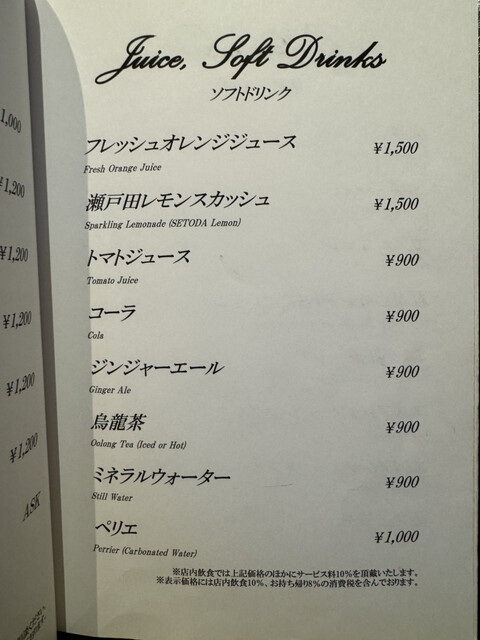 ¥1,000
¥1,200
¥1,200
¥1,200
¥1,200
¥1,200
ASK
Juice, Soft Drinks
ソフトドリンク
フレッシュオレンジジュース ¥1,500
Fresh Orange Juice
瀬戸田レモンスカッシュ ¥1,500
Sparkling Lemonade (SETODA Lemon)
トマトジュース ¥900
Tomato Juice
コーラ ¥900
Cola
ジンジャーエール ¥900
Ginger Ale
烏龍茶 ¥900
Oolong Tea (Iced or Hot)
ミネラルウォーター ¥900
Still Water
ペリエ ¥1,000
Perrier (Carbonated Water)
※店内飲食では上記価格のほかにサービス料10%を頂戴いたします。
※表示価格には店内飲食10%、お持ち帰り8%の消費税を含んでおります。